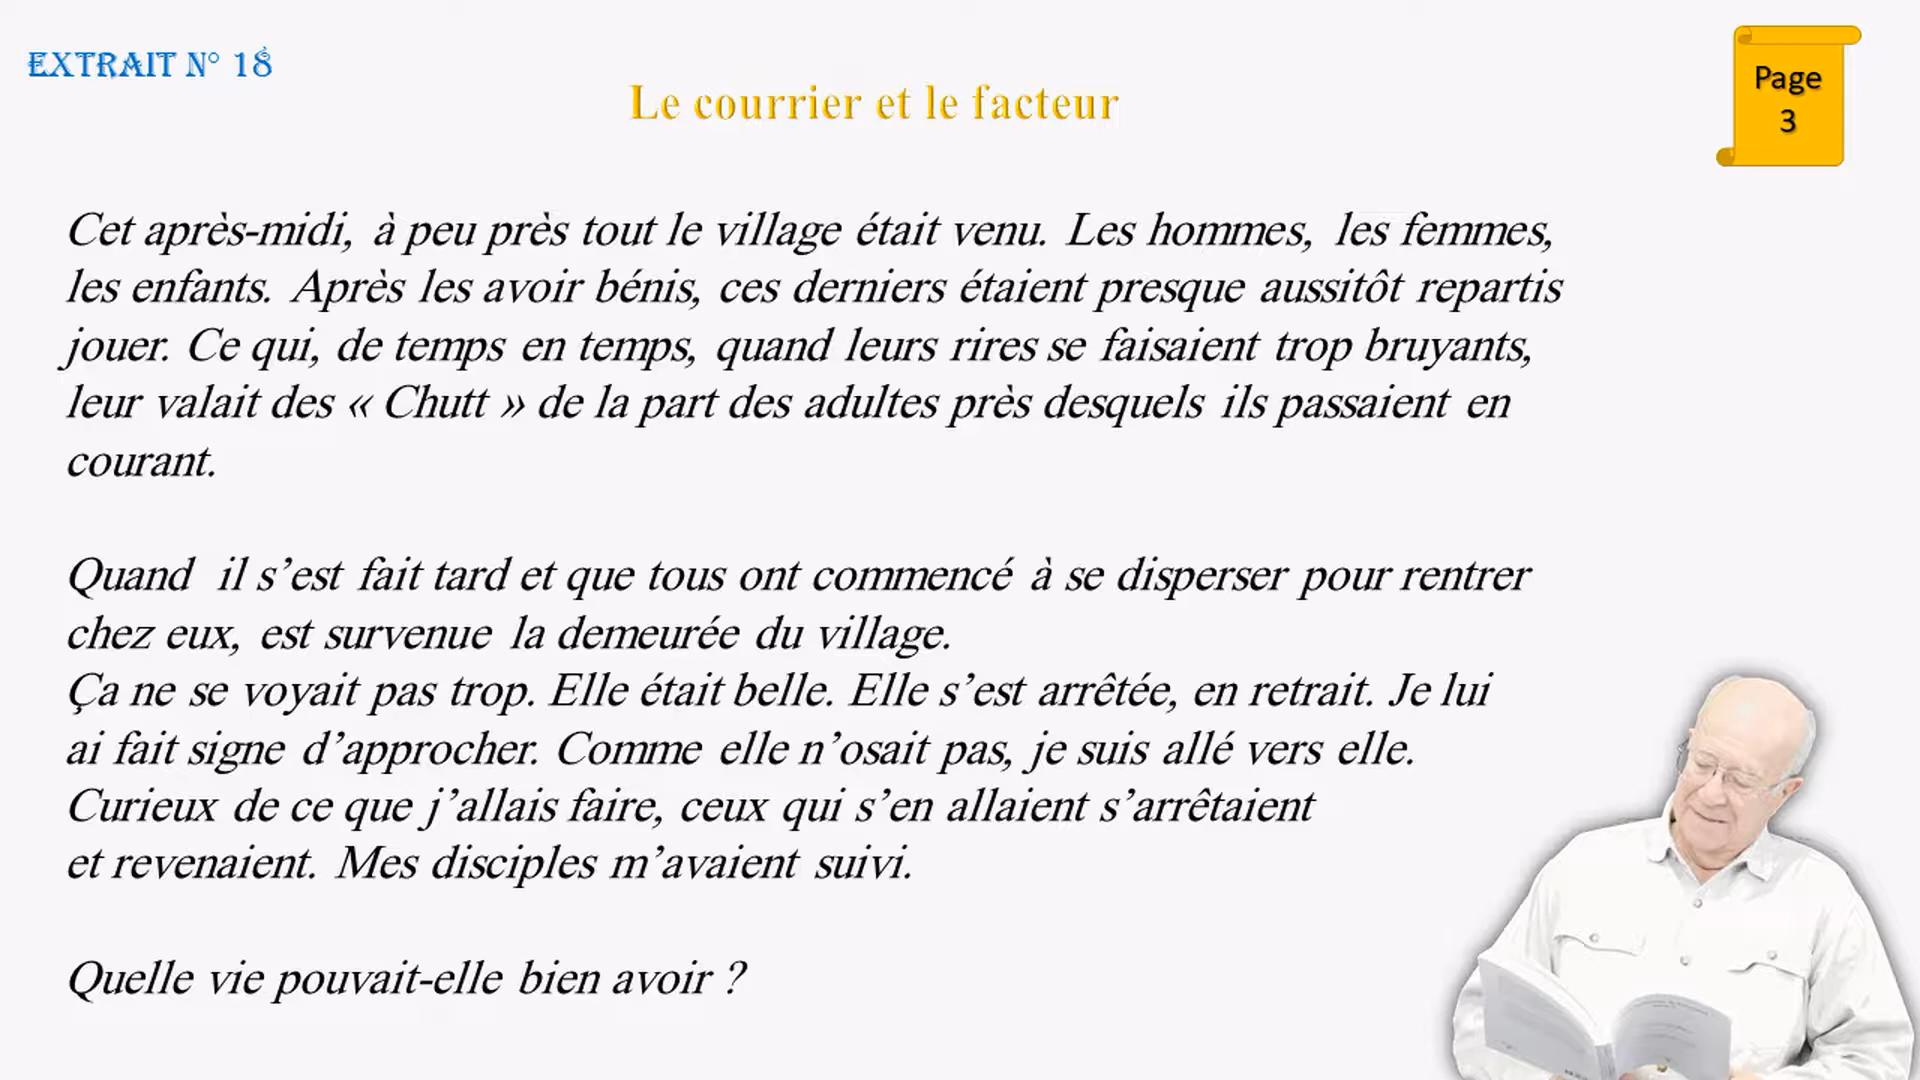 EXTRAIT N° 18
Le courrier et le facteur
Page
3
Cet après-midi, à peu près tout le village était venu. Les hommes, les femmes,
les enfants. Après les avoir bénis, ces derniers étaient presque aussitôt repartis
jouer. Ce qui, de temps en temps, quand leurs rires se faisaient trop bruyants,
leur valait des « Chutt » de la part des adultes près desquels ils passaient en
courant.
Quand il s’est fait tard et que tous ont commencé à se disperser pour rentrer
chez eux, est survenue la demeurée du village.
Ça ne se voyait pas trop. Elle était belle. Elle s’est arrêtée, en retrait. Je lui
ai fait signe d’approcher. Comme elle n’osait pas, je suis allé vers elle.
Curieux de ce que j’allais faire, ceux qui s’en allaient s’arrêtaient
et revenaient. Mes disciples m’avaient suivi.
Quelle vie pouvait-elle bien avoir ?